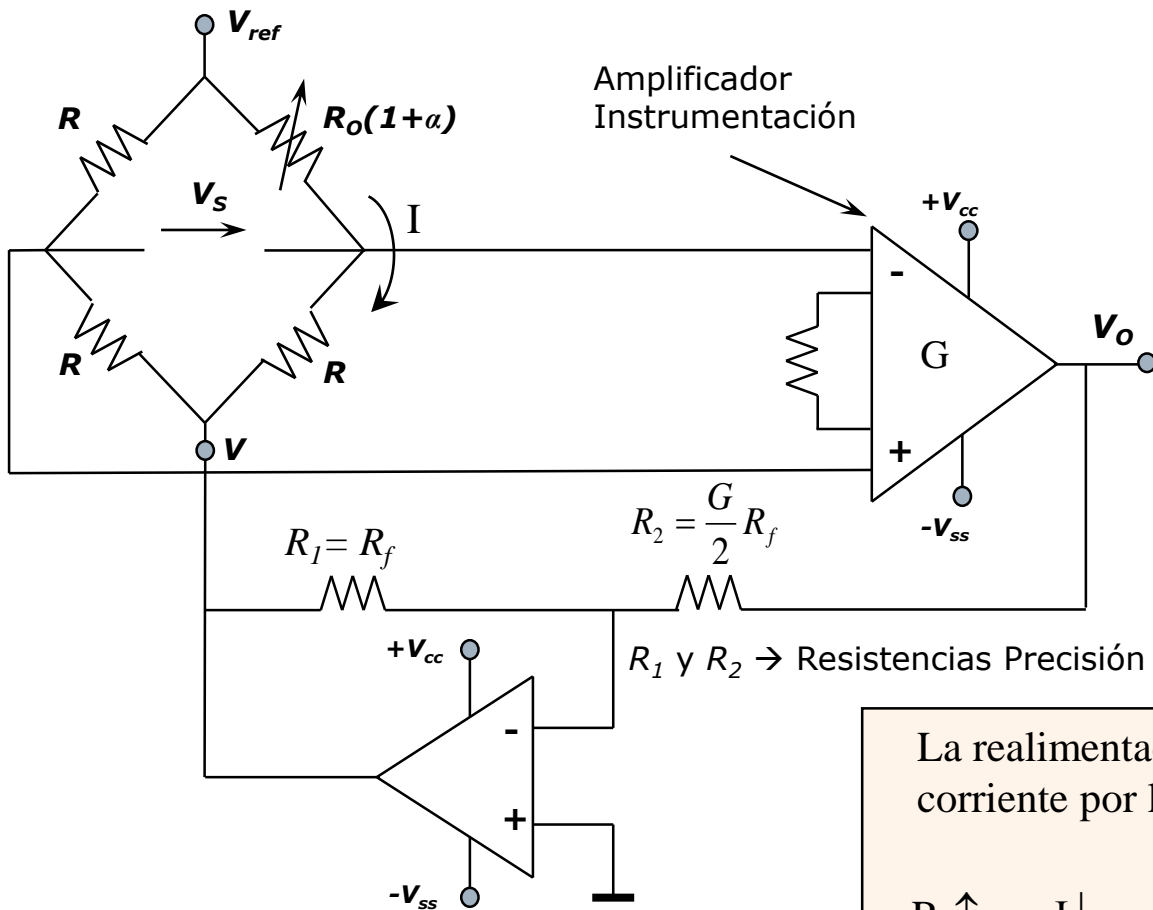 V_ref
R
R_O(1+α)
V_S
I
R
R
V
Amplificador
Instrumentación
+V_cc
-
G
+
-V_ss
V_O
R_1 = R_f
R_2 = \frac{G}{2} R_f
R_1 y R_2 → Resistencias Precisión
+V_cc
-
+
-V_ss
La realimenta
corriente por
R ↑
I↓